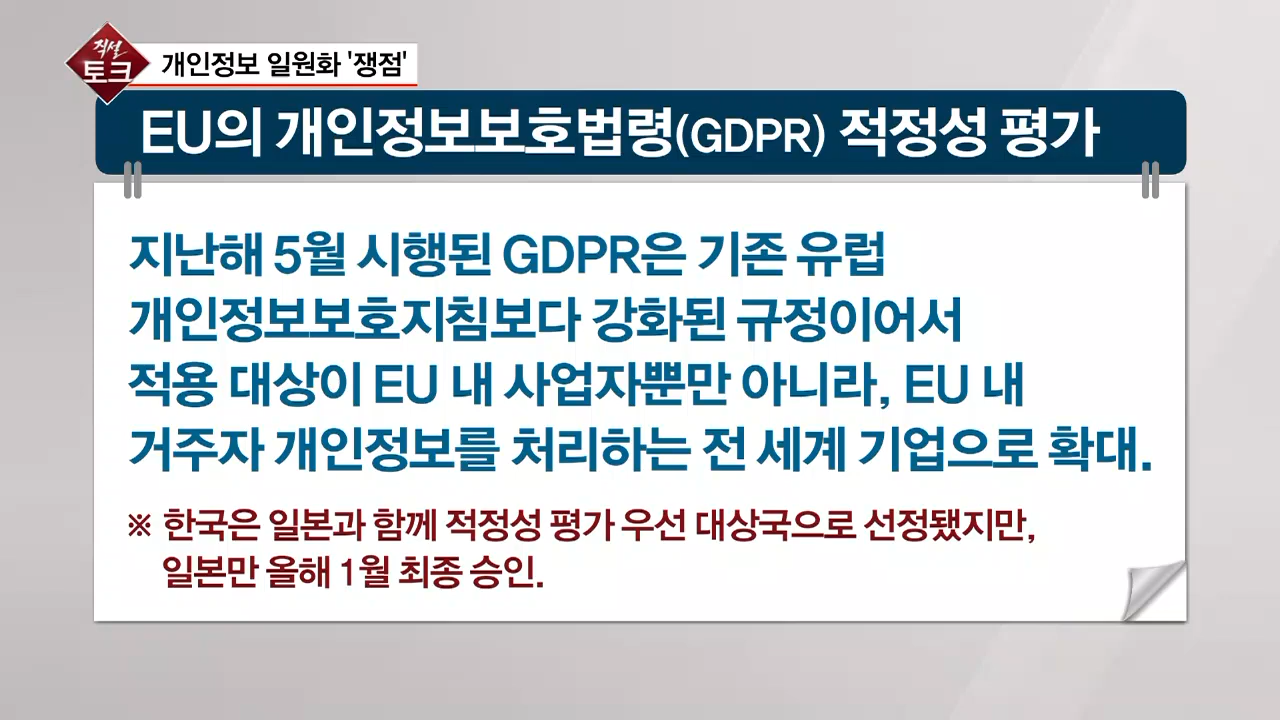 직설
토크
개인정보 일원화 '쟁점'
EU의 개인정보보호법령(GDPR) 적정성 평가
지난해 5월 시행된 GDPR은 기존 유럽
개인정보보호지침보다 강화된 규정이어서
적용 대상이 EU 내 사업자뿐만 아니라, EU 내
거주자 개인정보를 처리하는 전 세계 기업으로 확대.
※ 한국은 일본과 함께 적정성 평가 우선 대상국으로 선정됐지만,
일본만 올해 1월 최종 승인.